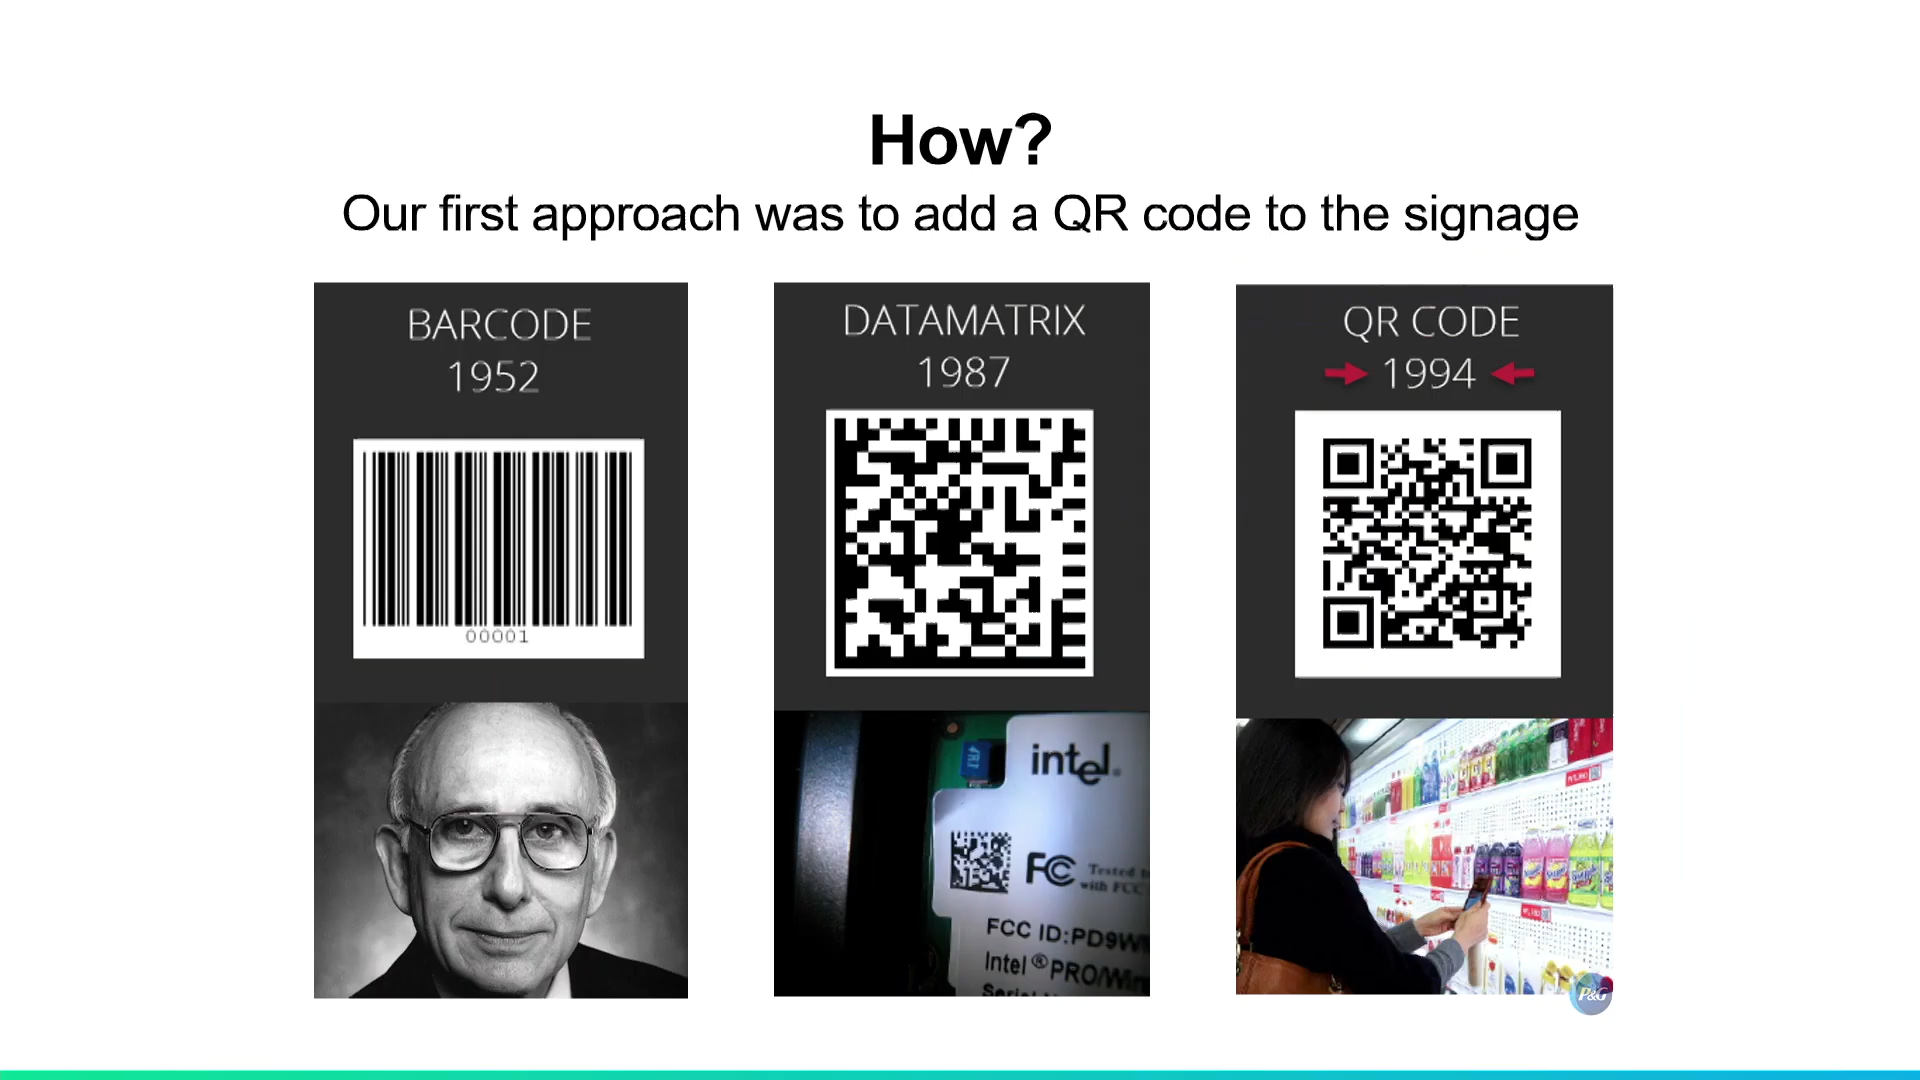 How?
Our first approach was to add a QR code to the signage
BARCODE
1952
00001
DATAMATRIX
1987
intel.
FC Tested
with FCC
FCC ID:PD9W
Intel® PRO/Wir
QR CODE
1994
P&G